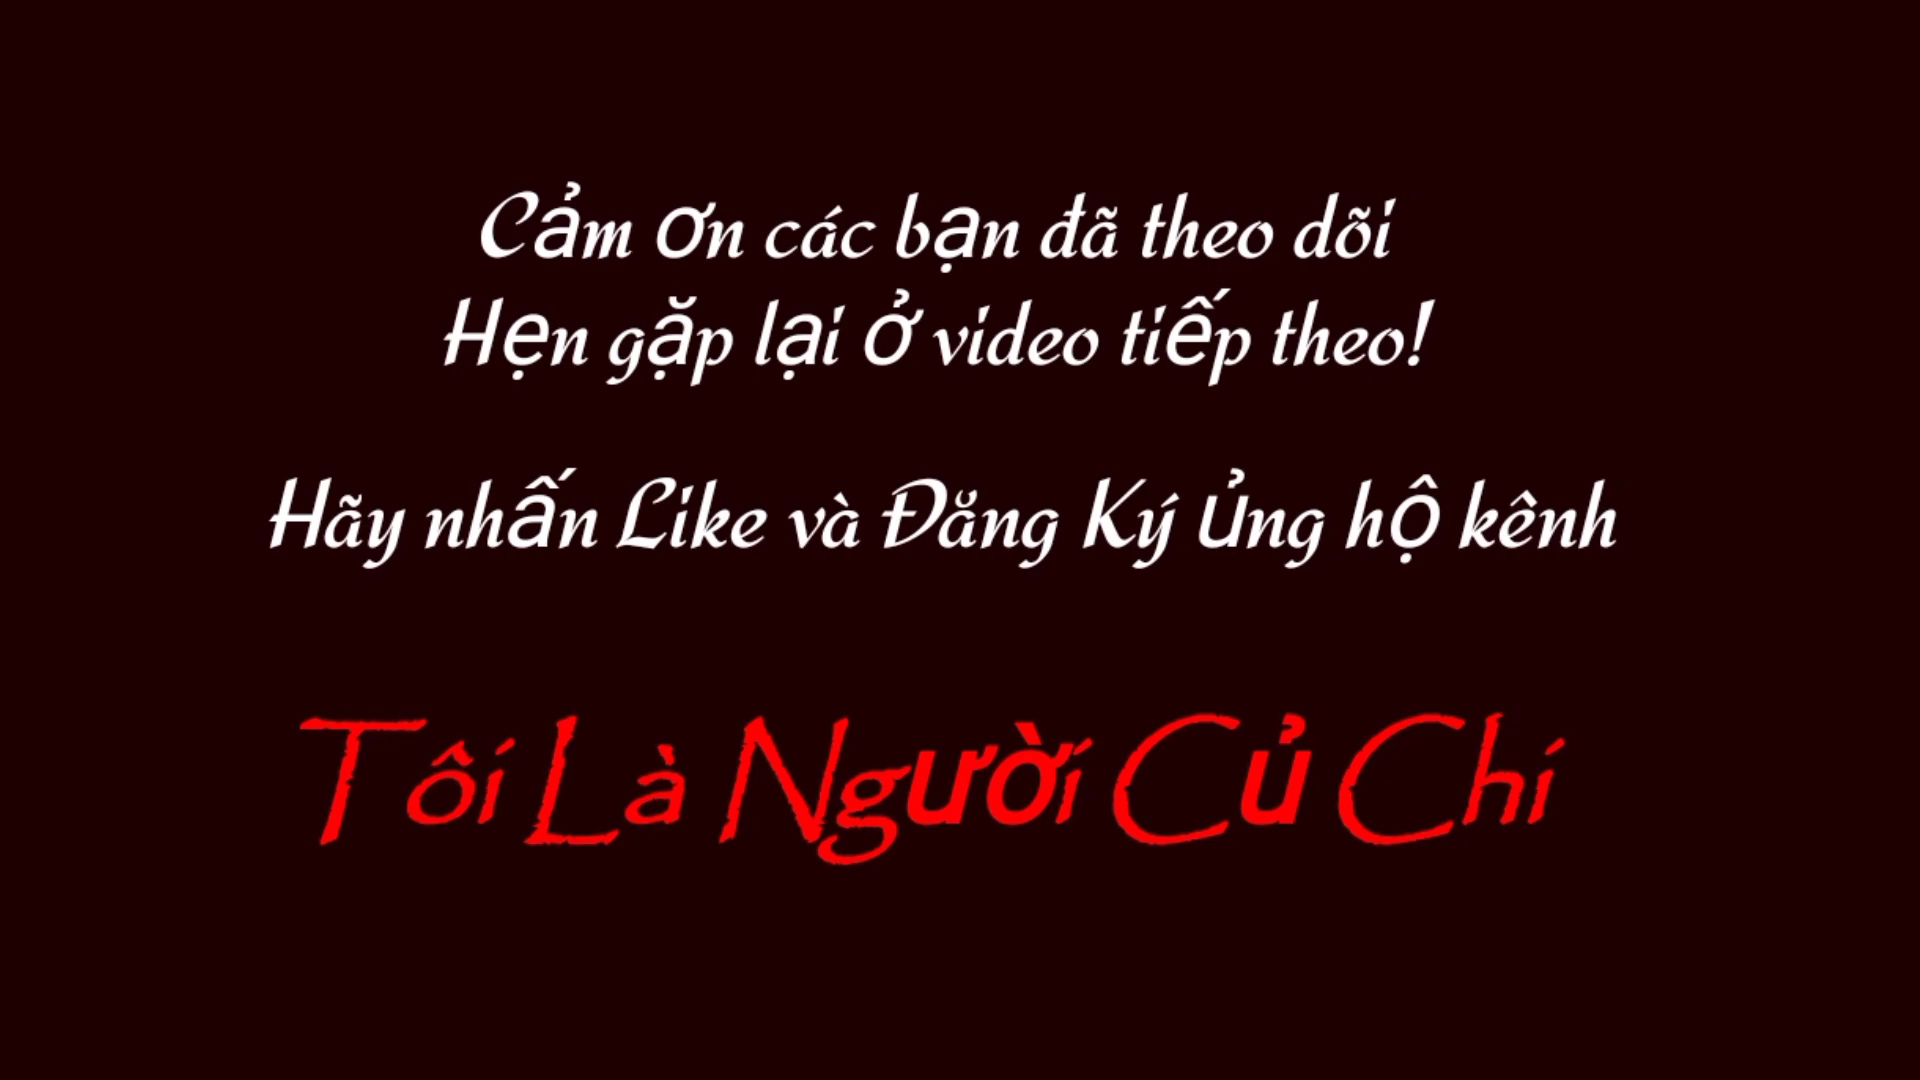 Cảm ơn các bạn đã theo dõi
Hẹn gặp lại ở video tiếp theo!
Hãy nhấn Like và Đăng Ký ủng hộ kênh
Tôi Là Người Củ Chi